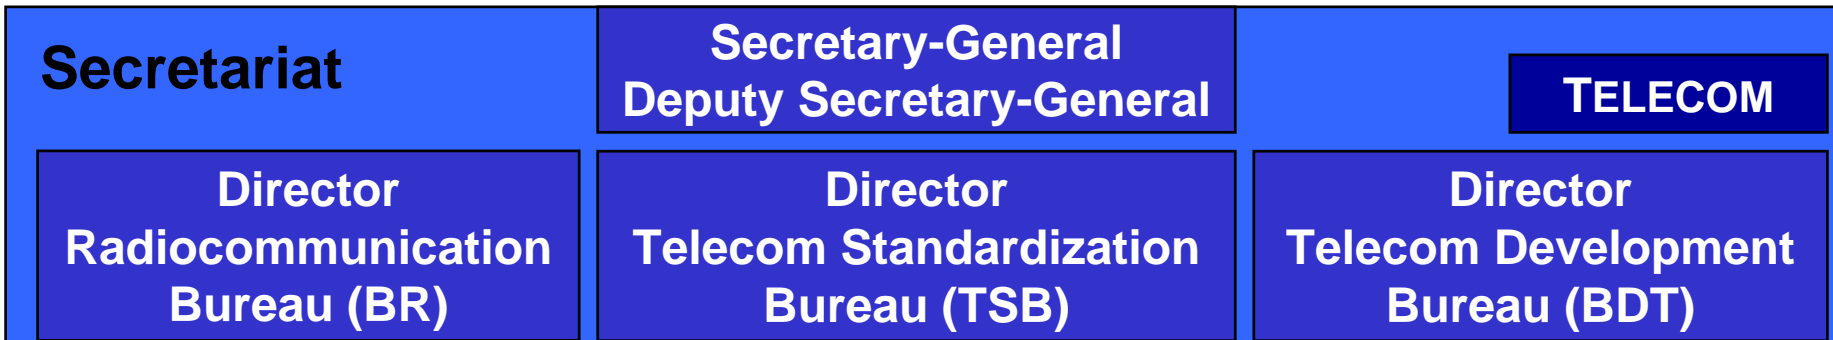 Secretariat
Secretary-General
Deputy Secretary-General
TELECOM
Director
Radiocommunication
Bureau (BR)
Director
Telecom Standardization
Bureau (TSB)
Director
Telecom Development
Bureau (BDT)